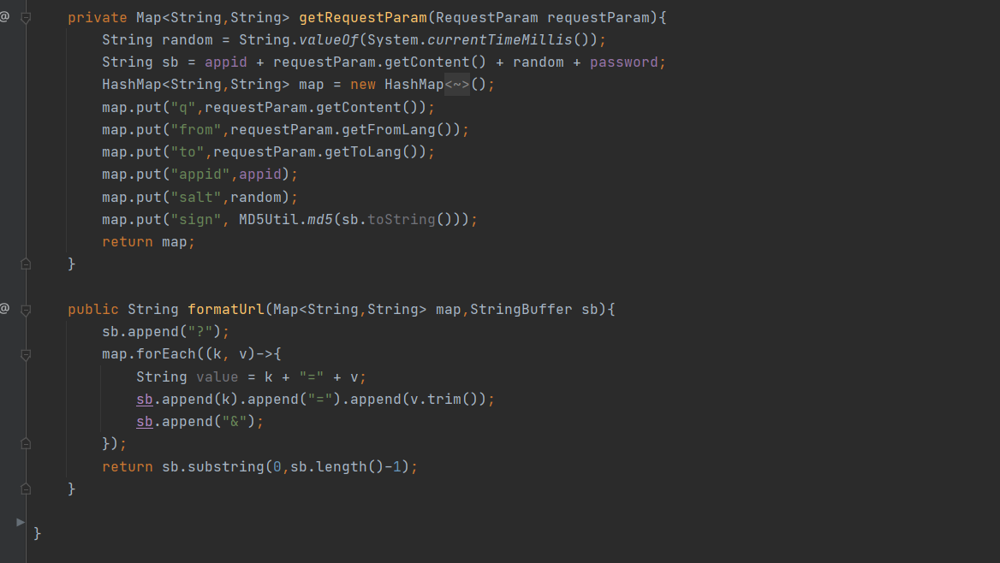 private Map<String,String> getRequestParam(RequestParam requestParam){
String random = String.valueOf(System.currentTimeMillis());
String sb = appid + requestParam.getContent() + random + password;
HashMap<String,String> map = new HashMap<~>();
map.put("q",requestParam.getContent());
map.put("from",requestParam.getFromLang());
map.put("to",requestParam.getToLang());
map.put("appid",appid);
map.put("salt",random);
map.put("sign", MD5Util.md5(sb.toString()));
return map;
}
public String formatUrl(Map<String,String> map,StringBuffer sb){
sb.append("?");
map.forEach((k, v)->{
String value = k + "=" + v;
sb.append(k).append("=").append(v.trim());
sb.append("&");
});
return sb.substring(0,sb.length()-1);
}
}